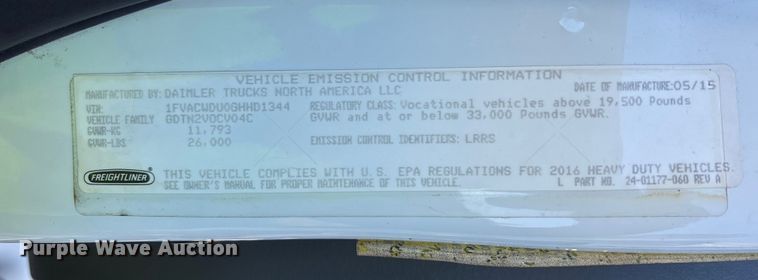 VEHICLE EMISSION CONTROL INFORMATION
MANUFACTURED BY: DAIMLER TRUCKS NORTH AMERICA LLC DATE OF MANUFACTURE: 05/15
VIN: 1FVACWDU0GHHD1344 REGULATORY CLASS: Vocational vehicles above 19,500 Pounds
VEHICLE FAMILY GDTN2VOCV04C GVWR and at or below 33,000 Pounds GVWR.
GVWR-KG 11,793
GVWR-LBS 26,000 EMISSION CONTROL IDENTIFIERS: LRRS
FREIGHTLINER THIS VEHICLE COMPLIES WITH U.S. EPA REGULATIONS FOR 2016 HEAVY DUTY VEHICLES.
SEE OWNER'S MANUAL FOR PROPER MAINTENANCE OF THIS VEHICLE. L PART NO. 24-01177-060 REV A
Purple Wave Auction